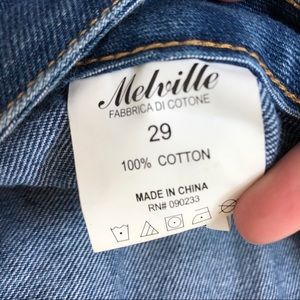 Melville
FABBRICA DI COTONE
29
100% COTTON
MADE IN CHINA
RN# 090233